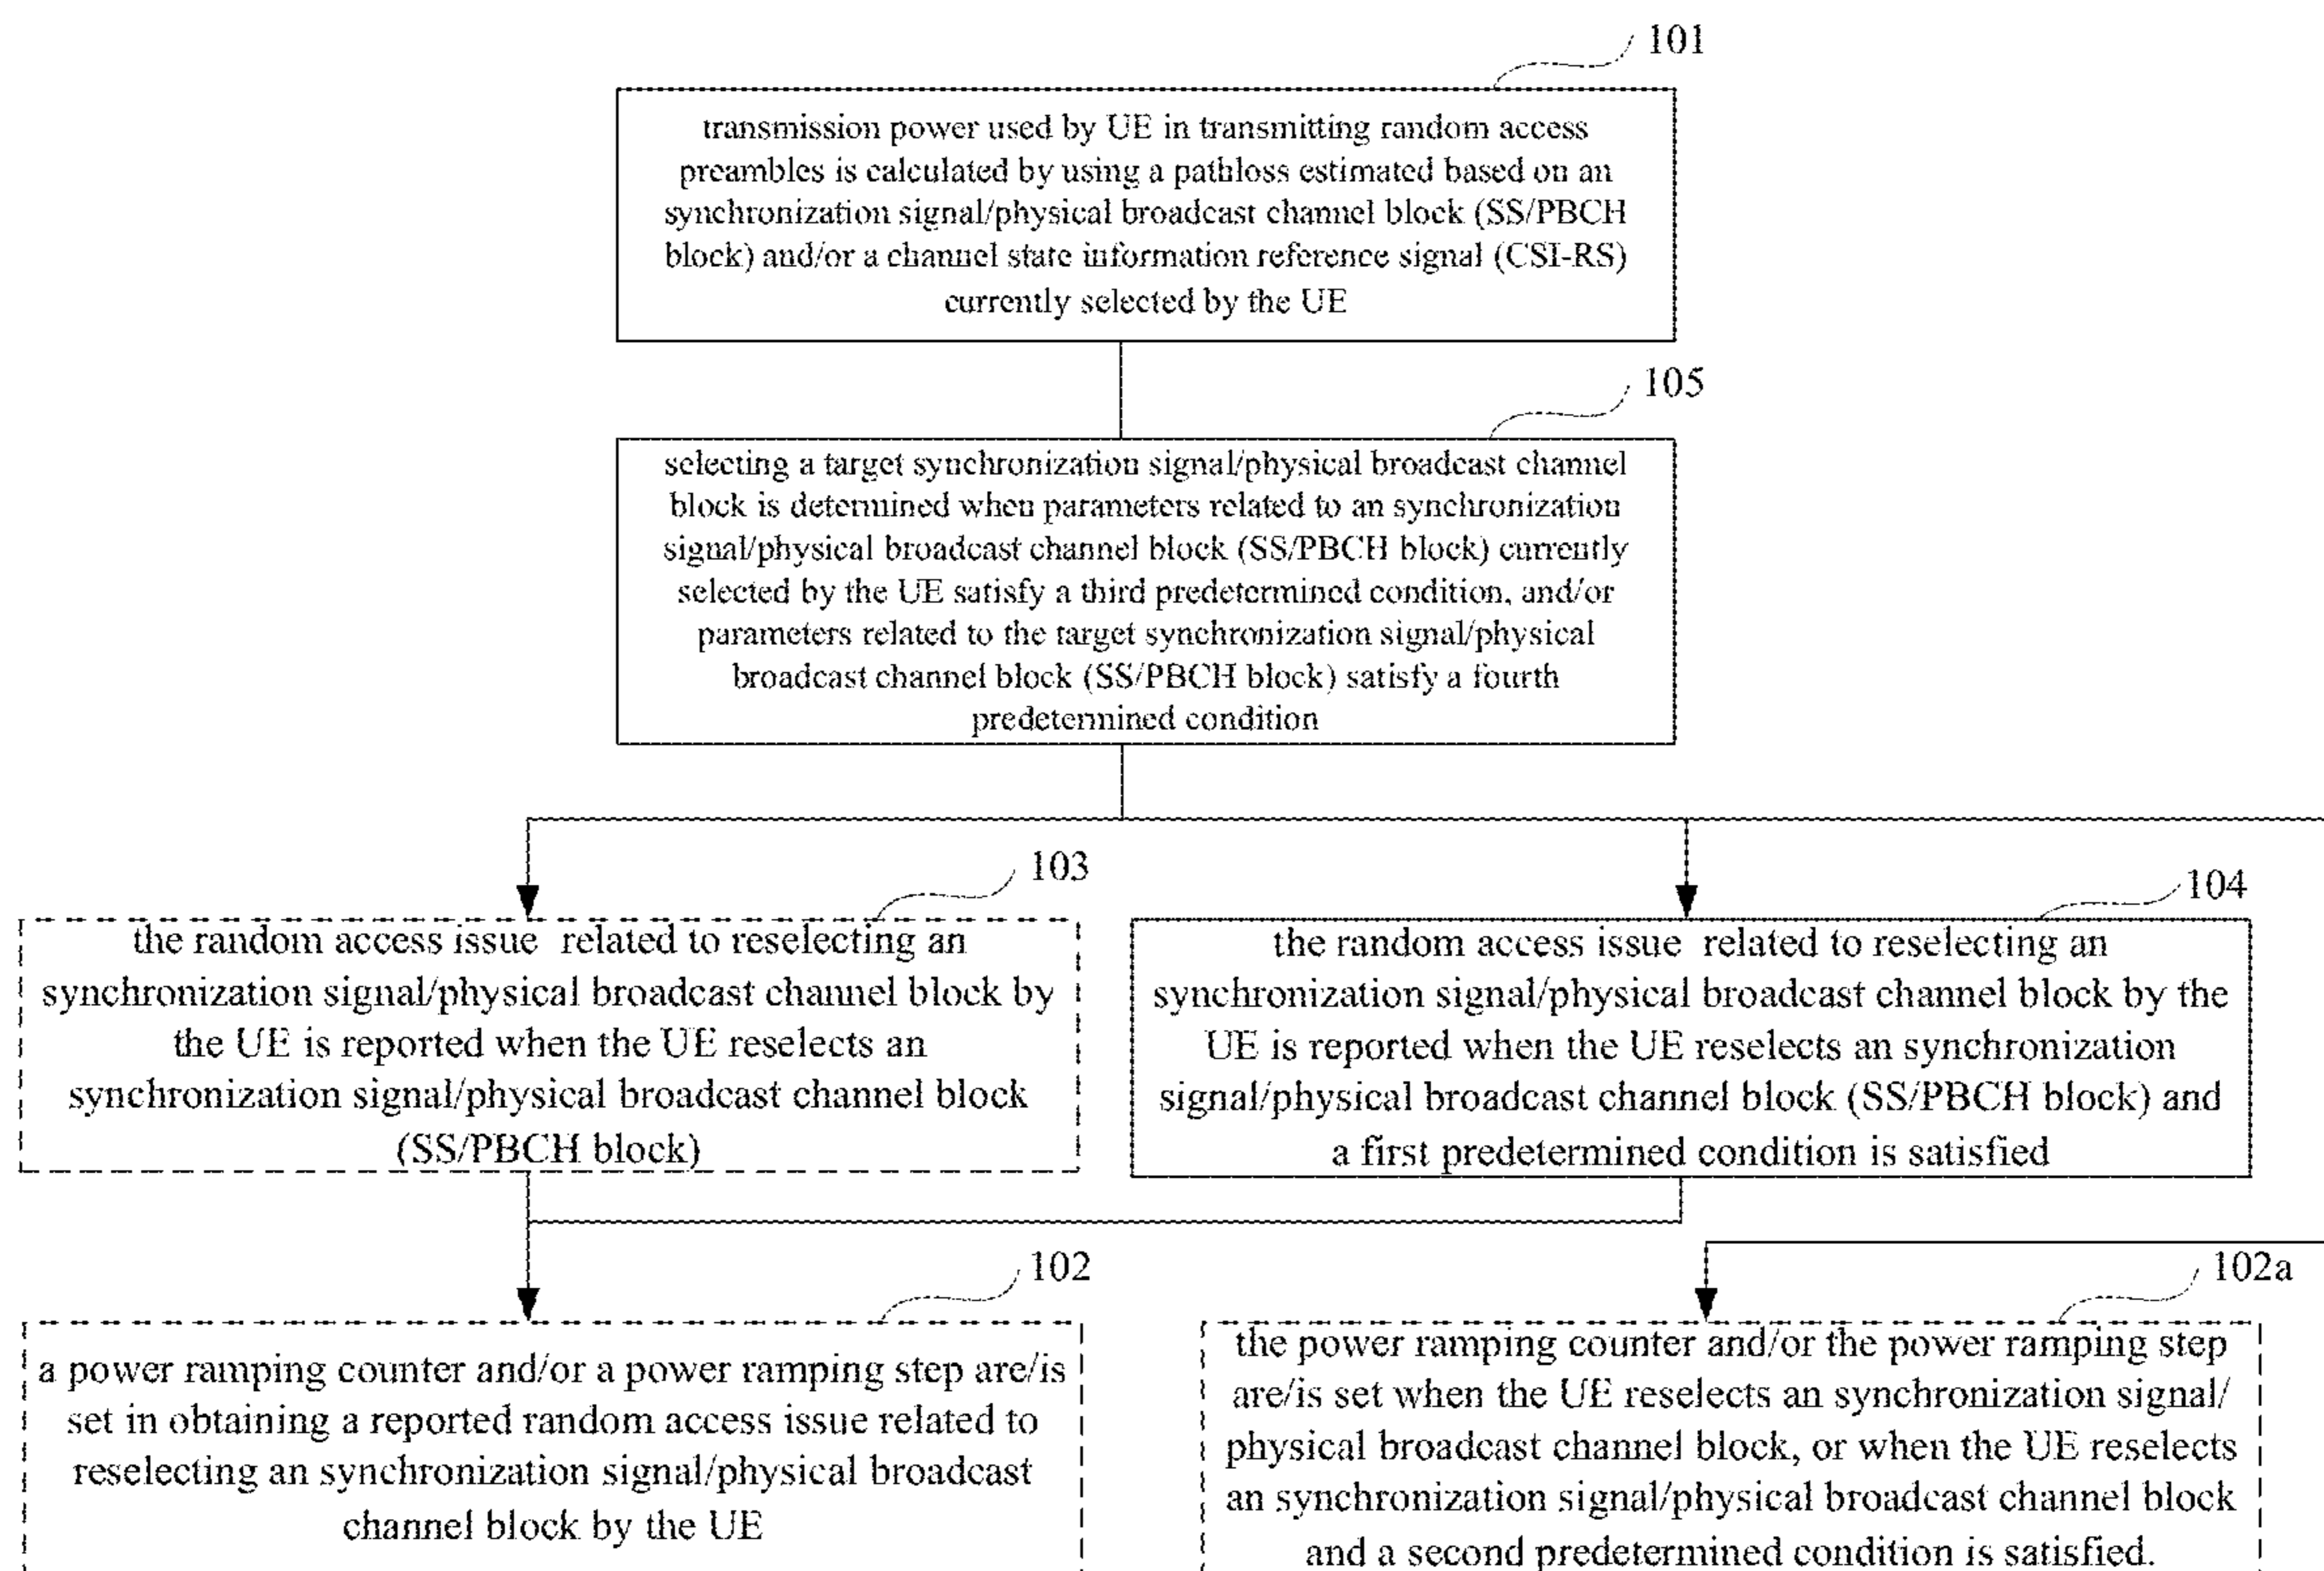 101
transmission power used by UE in transmitting random access
preambles is calculated by using a pathloss estimated based on an
synchronization signal/physical broadcast channel block (SS/PBCH
block) and/or a channel state information reference signal (CSI-RS)
currently selected by the UE
105
selecting a target synchronization signal/physical broadcast channel
block is determined when parameters related to an synchronization
signal/physical broadcast channel block (SS/PBCH block) currently
selected by the UE satisfy a third predetermined condition, and/or
parameters related to the target synchronization signal/physical
broadcast channel block (SS/PBCH block) satisfy a fourth
predetermined condition
103
the random access issue related to reselecting an
synchronization signal/physical broadcast channel block by
the UE is reported when the UE reselects an
synchronization signal/physical broadcast channel block
(SS/PBCH block)
104
the random access issue related to reselecting an
synchronization signal/physical broadcast channel block by the
UE is reported when the UE reselects an synchronization
signal/physical broadcast channel block (SS/PBCH block) and
a first predetermined condition is satisfied
102
a power ramping counter and/or a power ramping step are/is
set in obtaining a reported random access issue related to
reselecting an synchronization signal/physical broadcast
channel block by the UE
102a
the power ramping counter and/or the power ramping step
are/is set when the UE reselects an synchronization signal/
physical broadcast channel block, or when the UE reselects
an synchronization signal/physical broadcast channel block
and a second predetermined condition is satisfied.